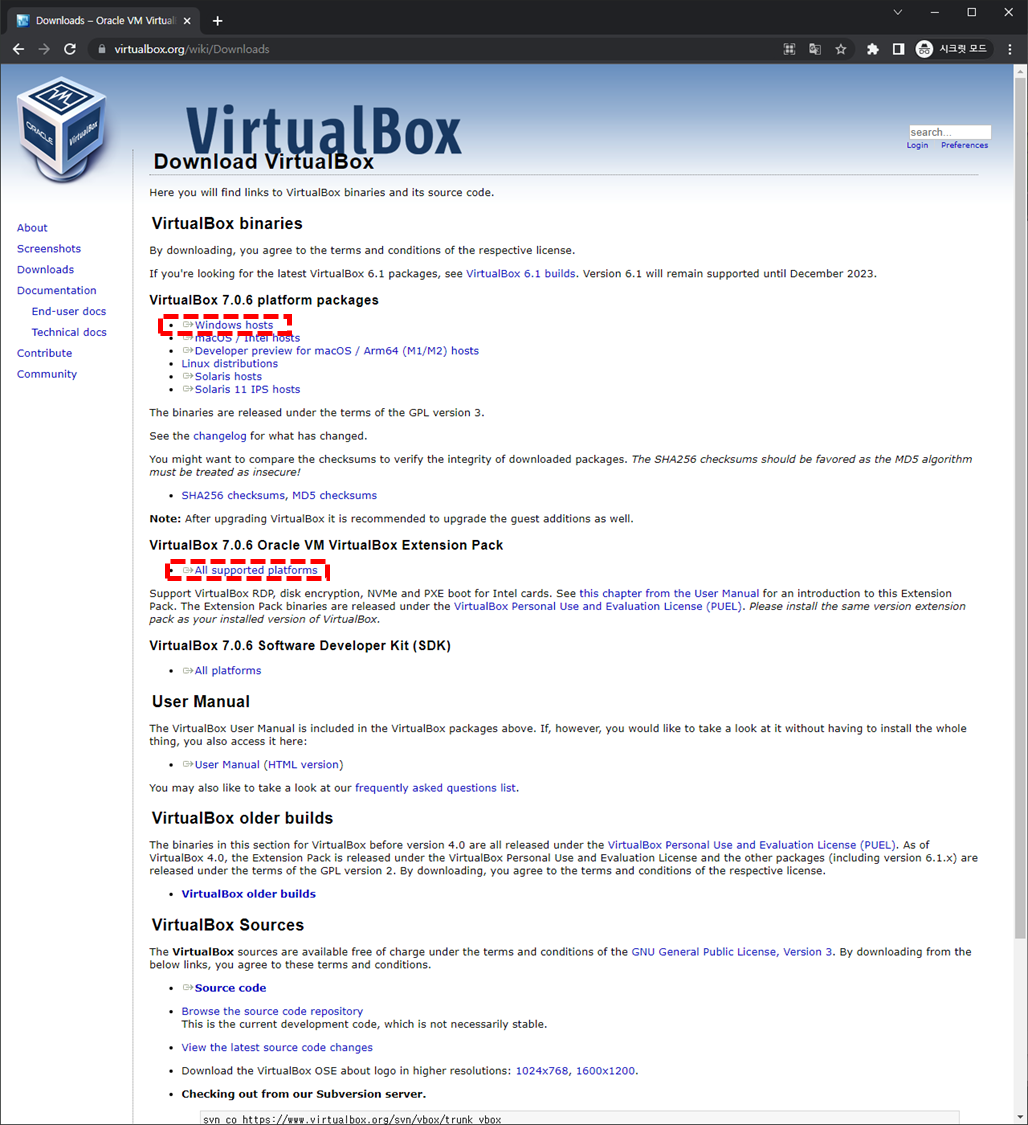 Downloads – Oracle VM Virtual
virtualbox.org/wiki/Downloads
시크릿 모드
ORACLE
VirtualBox
VirtualBox
search...
Login Preferences
Download VirtualBox
Here you will find links to VirtualBox binaries and its source code.
About
Screenshots
Downloads
Documentation
End-user docs
Technical docs
Contribute
Community
VirtualBox binaries
By downloading, you agree to the terms and conditions of the respective license.
If you're looking for the latest VirtualBox 6.1 packages, see VirtualBox 6.1 builds. Version 6.1 will remain supported until December 2023.
VirtualBox 7.0.6 platform packages
• Windows hosts
• macOS / Intel hosts
• Developer preview for macOS / Arm64 (M1/M2) hosts
• Linux distributions
• Solaris hosts
• Solaris 11 IPS hosts
The binaries are released under the terms of the GPL version 3.
See the changelog for what has changed.
You might want to compare the checksums to verify the integrity of downloaded packages. The SHA256 checksums should be favored as the MD5 algorithm
must be treated as insecure!
• SHA256 checksums, MD5 checksums
Note: After upgrading VirtualBox it is recommended to upgrade the guest additions as well.
VirtualBox 7.0.6 Oracle VM VirtualBox Extension Pack
• All supported platforms
Support VirtualBox RDP, disk encryption, NVMe and PXE boot for Intel cards. See this chapter from the User Manual for an introduction to this Extension
Pack. The Extension Pack binaries are released under the VirtualBox Personal Use and Evaluation License (PUEL). Please install the same version extension
pack as your installed version of VirtualBox.
VirtualBox 7.0.6 Software Developer Kit (SDK)
• All platforms
User Manual
The VirtualBox User Manual is included in the VirtualBox packages above. If, however, you would like to take a look at it without having to install the whole
thing, you also access it here:
• User Manual (HTML version)
You may also like to take a look at our frequently asked questions list.
VirtualBox older builds
The binaries in this section for VirtualBox before version 4.0 are all released under the VirtualBox Personal Use and Evaluation License (PUEL). As of
VirtualBox 4.0, the Extension Pack is released under the VirtualBox Personal Use and Evaluation License and the other packages (including version 6.1.x) are
released under the terms of the GPL version 2. By downloading, you agree to the terms and conditions of the respective license.
• VirtualBox older builds
VirtualBox Sources
The VirtualBox sources are available free of charge under the terms and conditions of the GNU General Public License, Version 3. By downloading from the
below links, you agree to these terms and conditions.
• Source code
• Browse the source code repository
This is the current development code, which is not necessarily stable.
• View the latest source code changes
• Download the VirtualBox OSE about logo in higher resolutions: 1024x768, 1600x1200.
• Checking out from our Subversion server.
svn co https://www.virtualbox.org/svn/vbox/trunk vbox